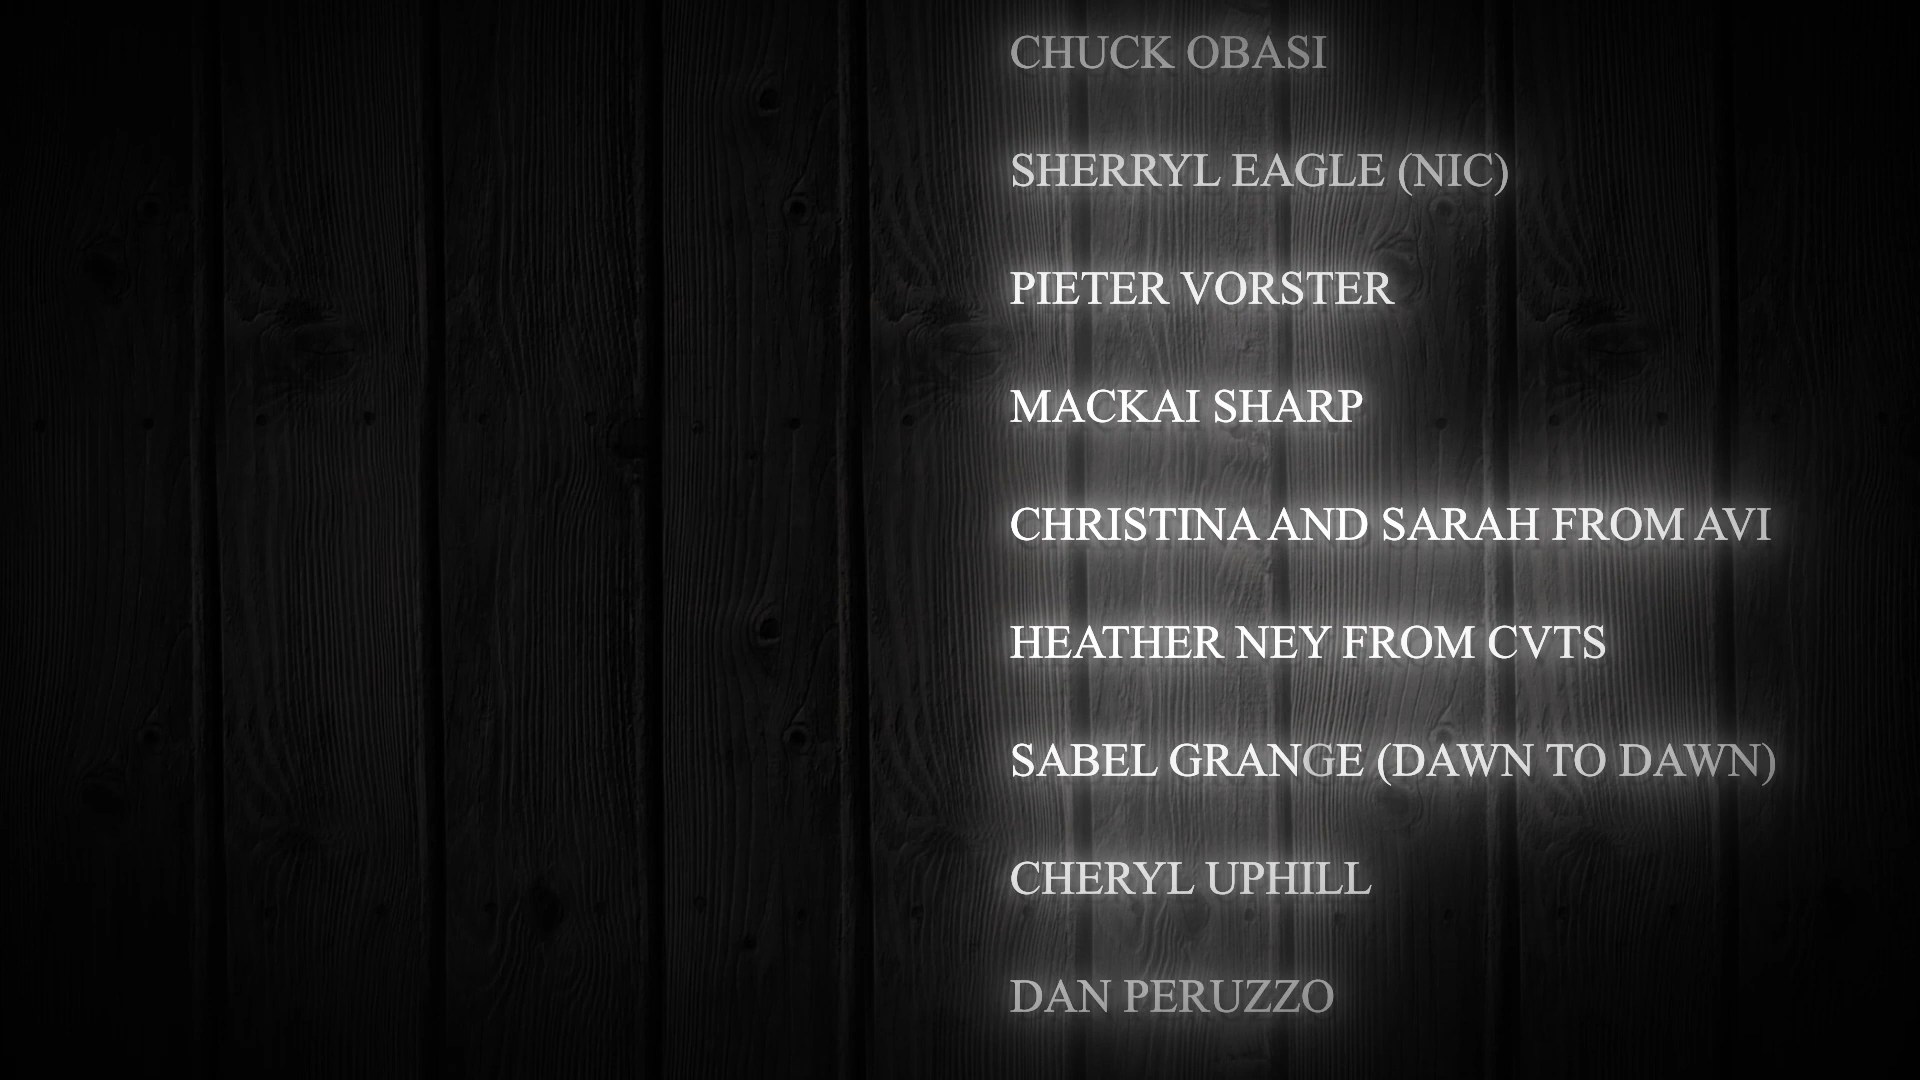 CHUCK OBASI
SHERRYL EAGLE (NIC)
PIETER VORSTER
MACKAI SHARP
CHRISTINA AND SARAH FROM AVI
HEATHER NEY FROM CVTS
SABEL GRANGE (DAWN TO DAWN)
CHERYL UPHILL
DAN PERUZZO